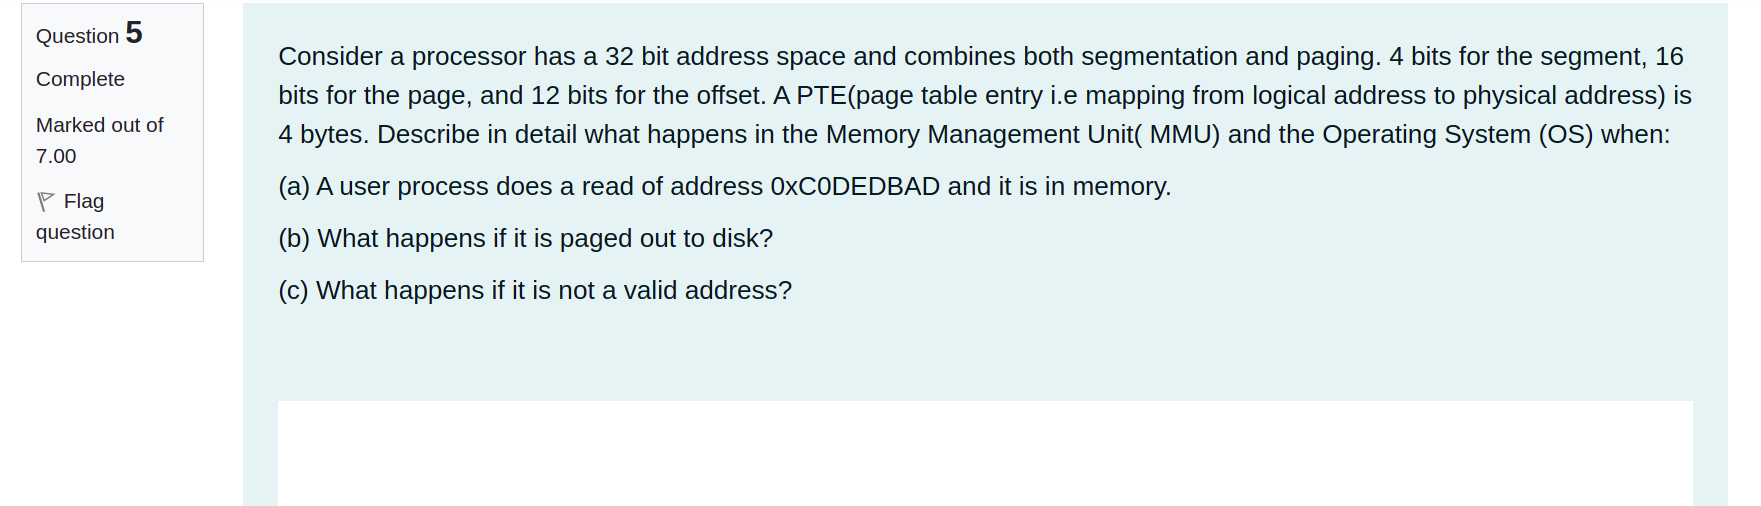 Question 5
Complete
Marked out of
7.00
Flag
question
Consider a processor has a 32 bit address space and combines both segmentation and paging. 4 bits for the segment, 16
bits for the page, and 12 bits for the offset. A PTE(page table entry i.e mapping from logical address to physical address) is
4 bytes. Describe in detail what happens in the Memory Management Unit( MMU) and the Operating System (OS) when:
(a) A user process does a read of address 0xC0DEDBAD and it is in memory.
(b) What happens if it is paged out to disk?
(c) What happens if it is not a valid address?